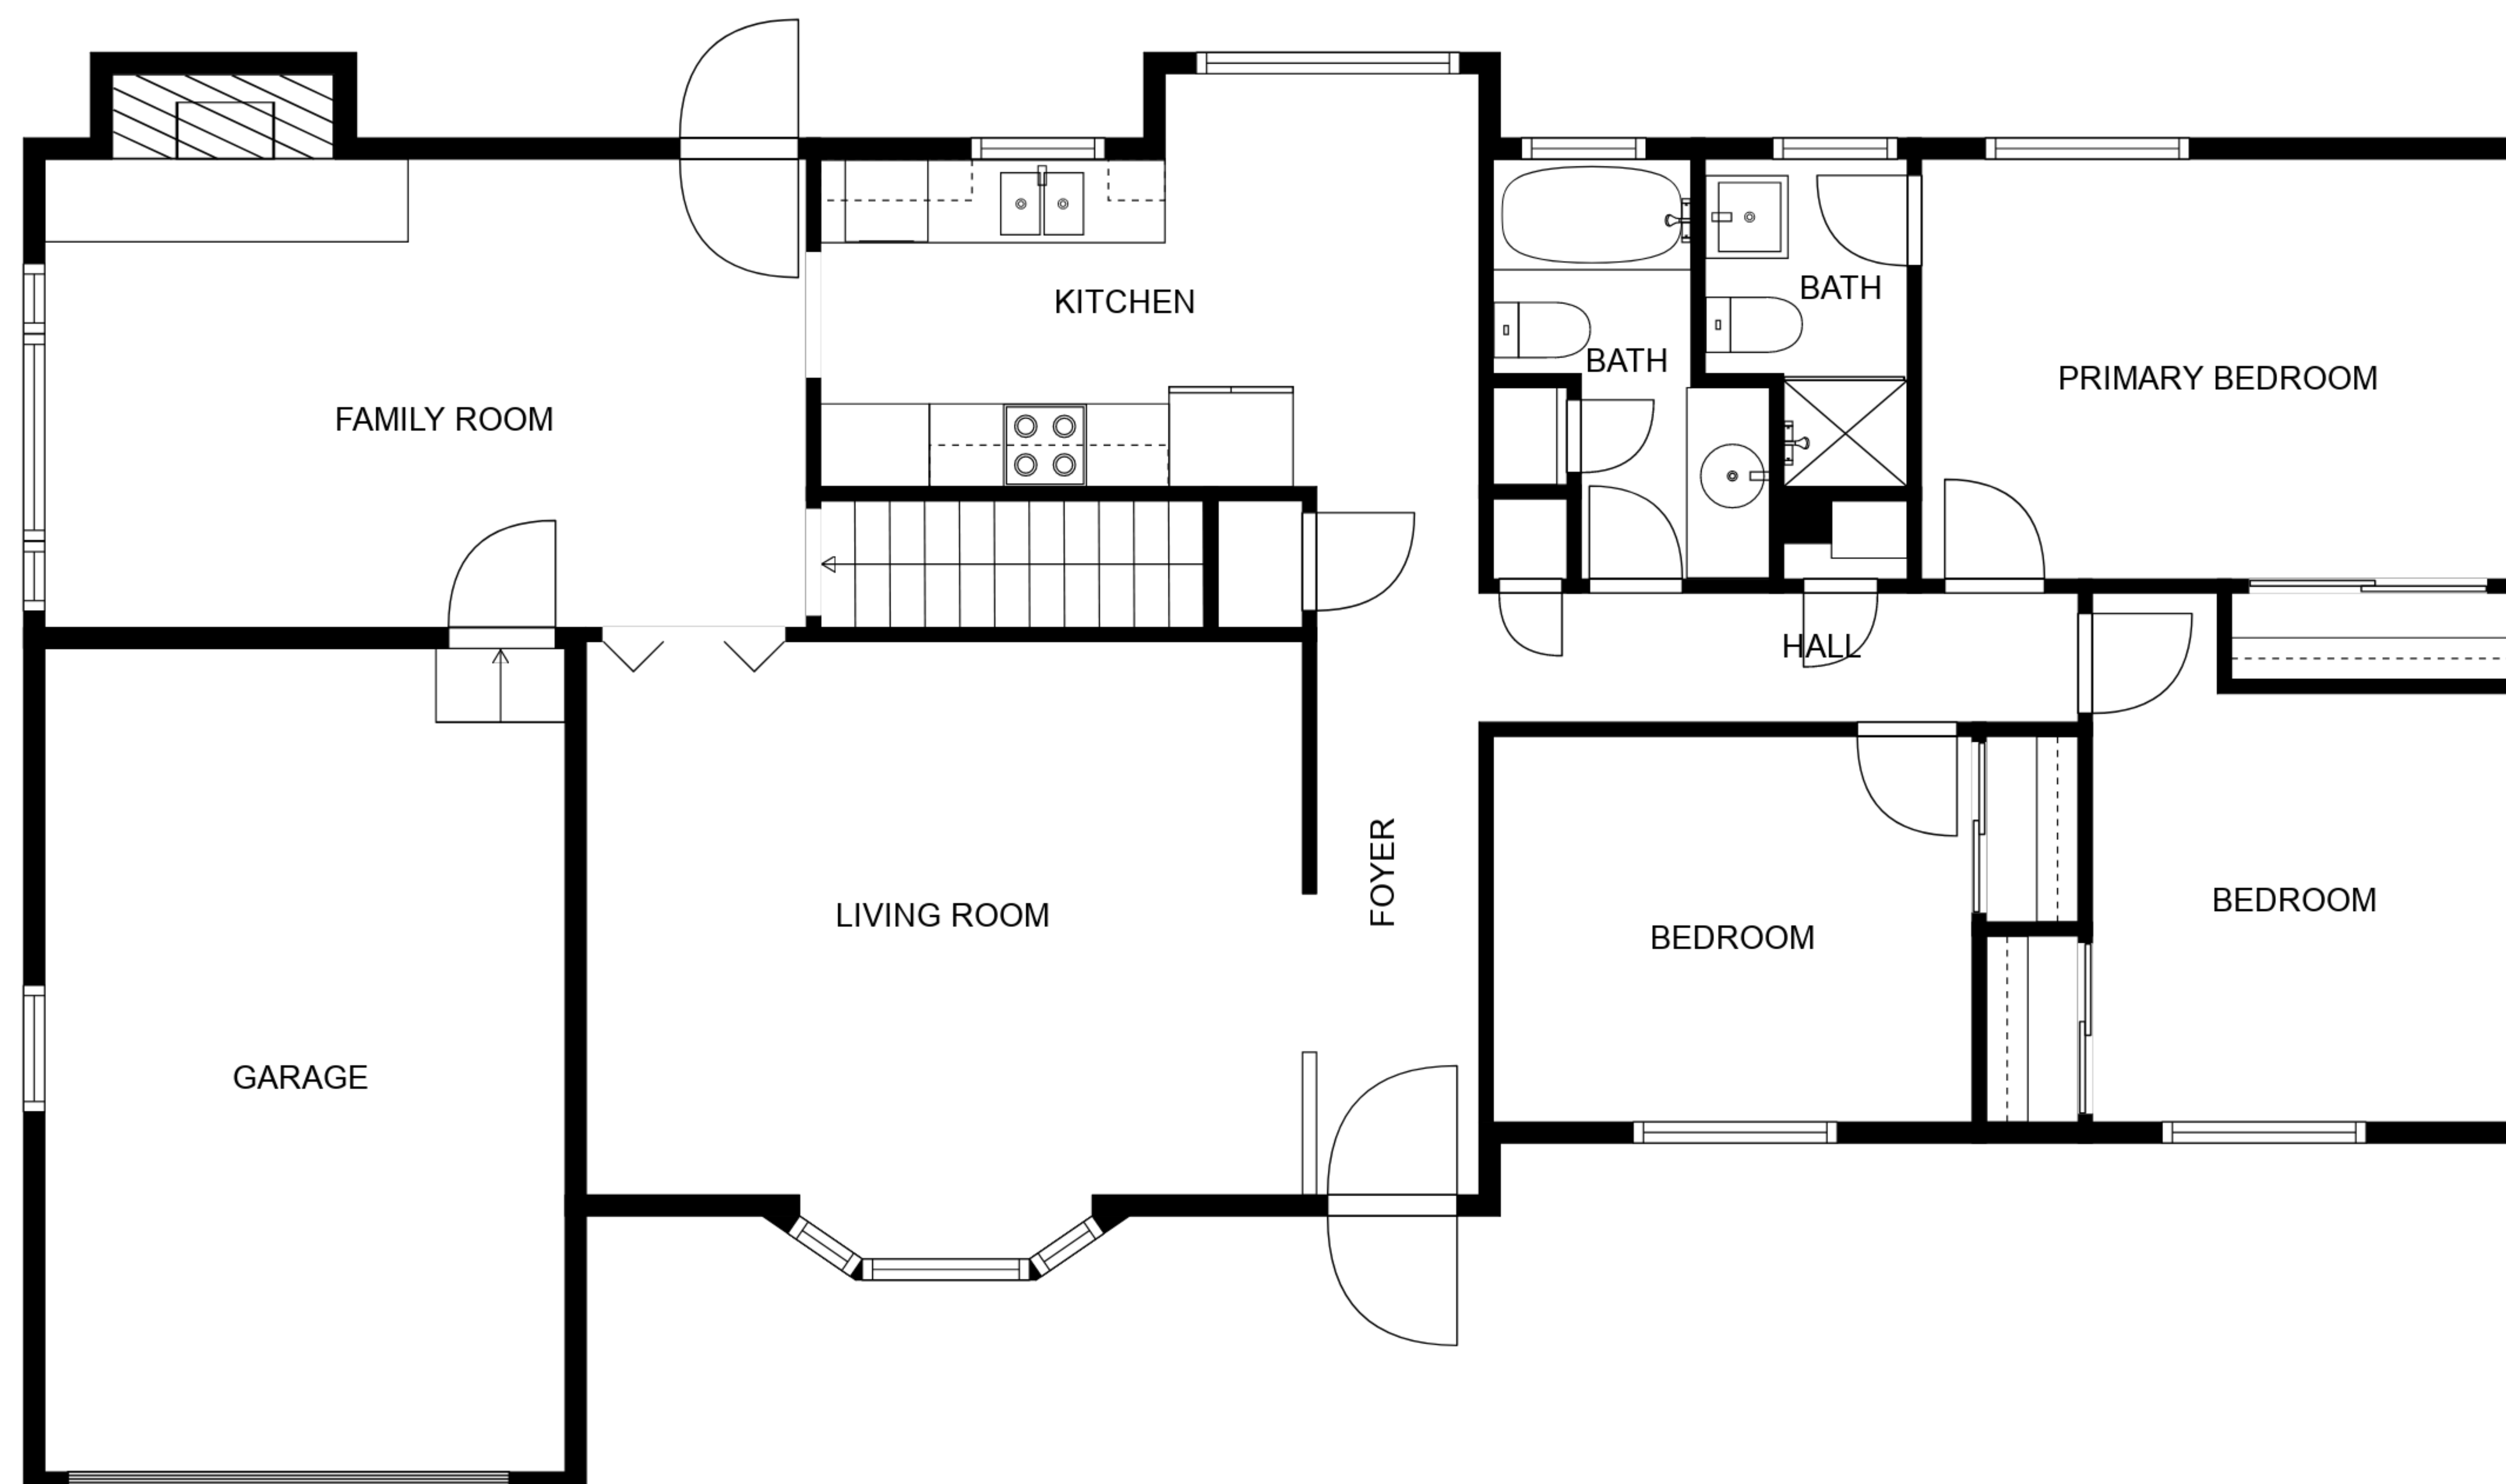 KITCHEN
BATH
BATH
PRIMARY BEDROOM
FAMILY ROOM
HALL
FOYER
LIVING ROOM
BEDROOM
BEDROOM
GARAGE